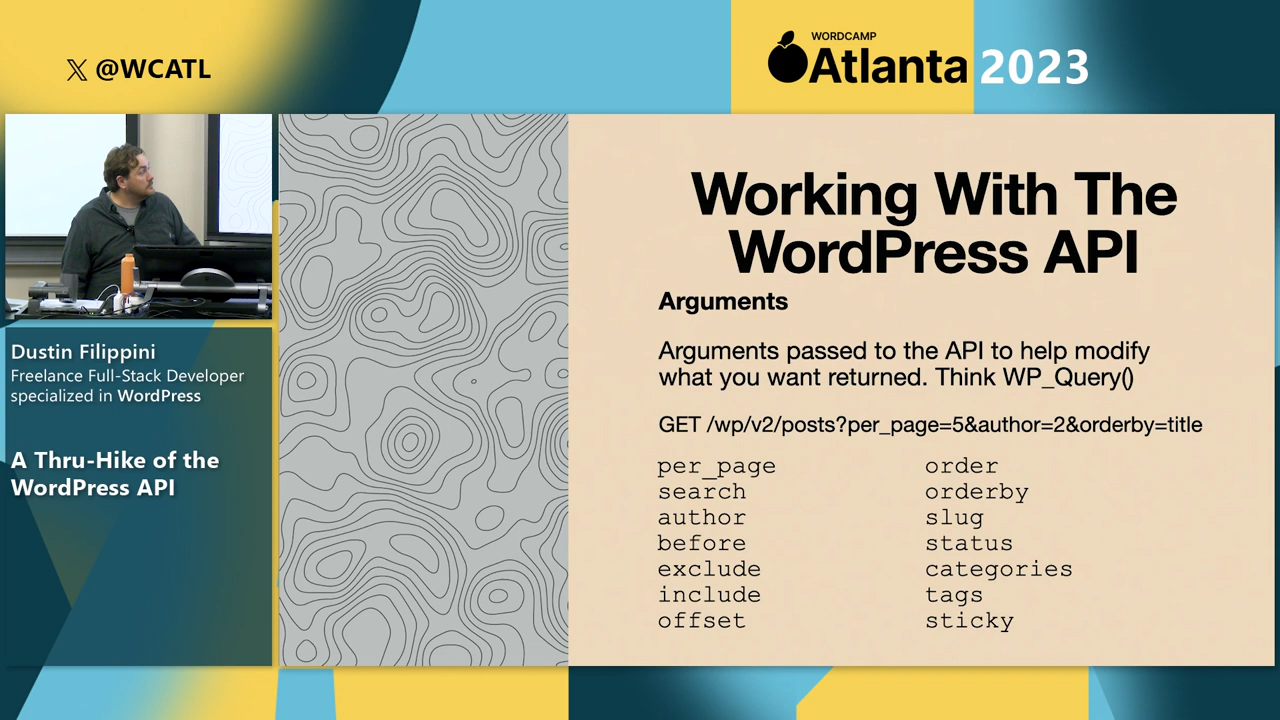 𝕏 @WCATL
WORDCAMP
Atlanta 2023
Dustin Filippini
Freelance Full-Stack Developer
specialized in WordPress
A Thru-Hike of the
WordPress API
Working With The
WordPress API
Arguments
Arguments passed to the API to help modify
what you want returned. Think WP_Query()
GET /wp/v2/posts?per_page=5&author=2&orderby=title
per_page
search
author
before
exclude
include
offset
order
orderby
slug
status
categories
tags
sticky